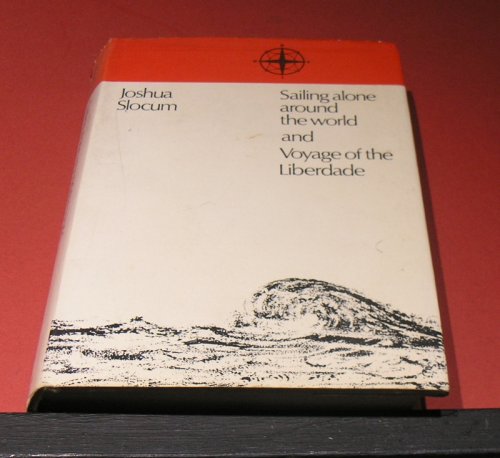 Joshua
Slocum
Sailing alone
around
the world
and
Voyage of the
Liberdade